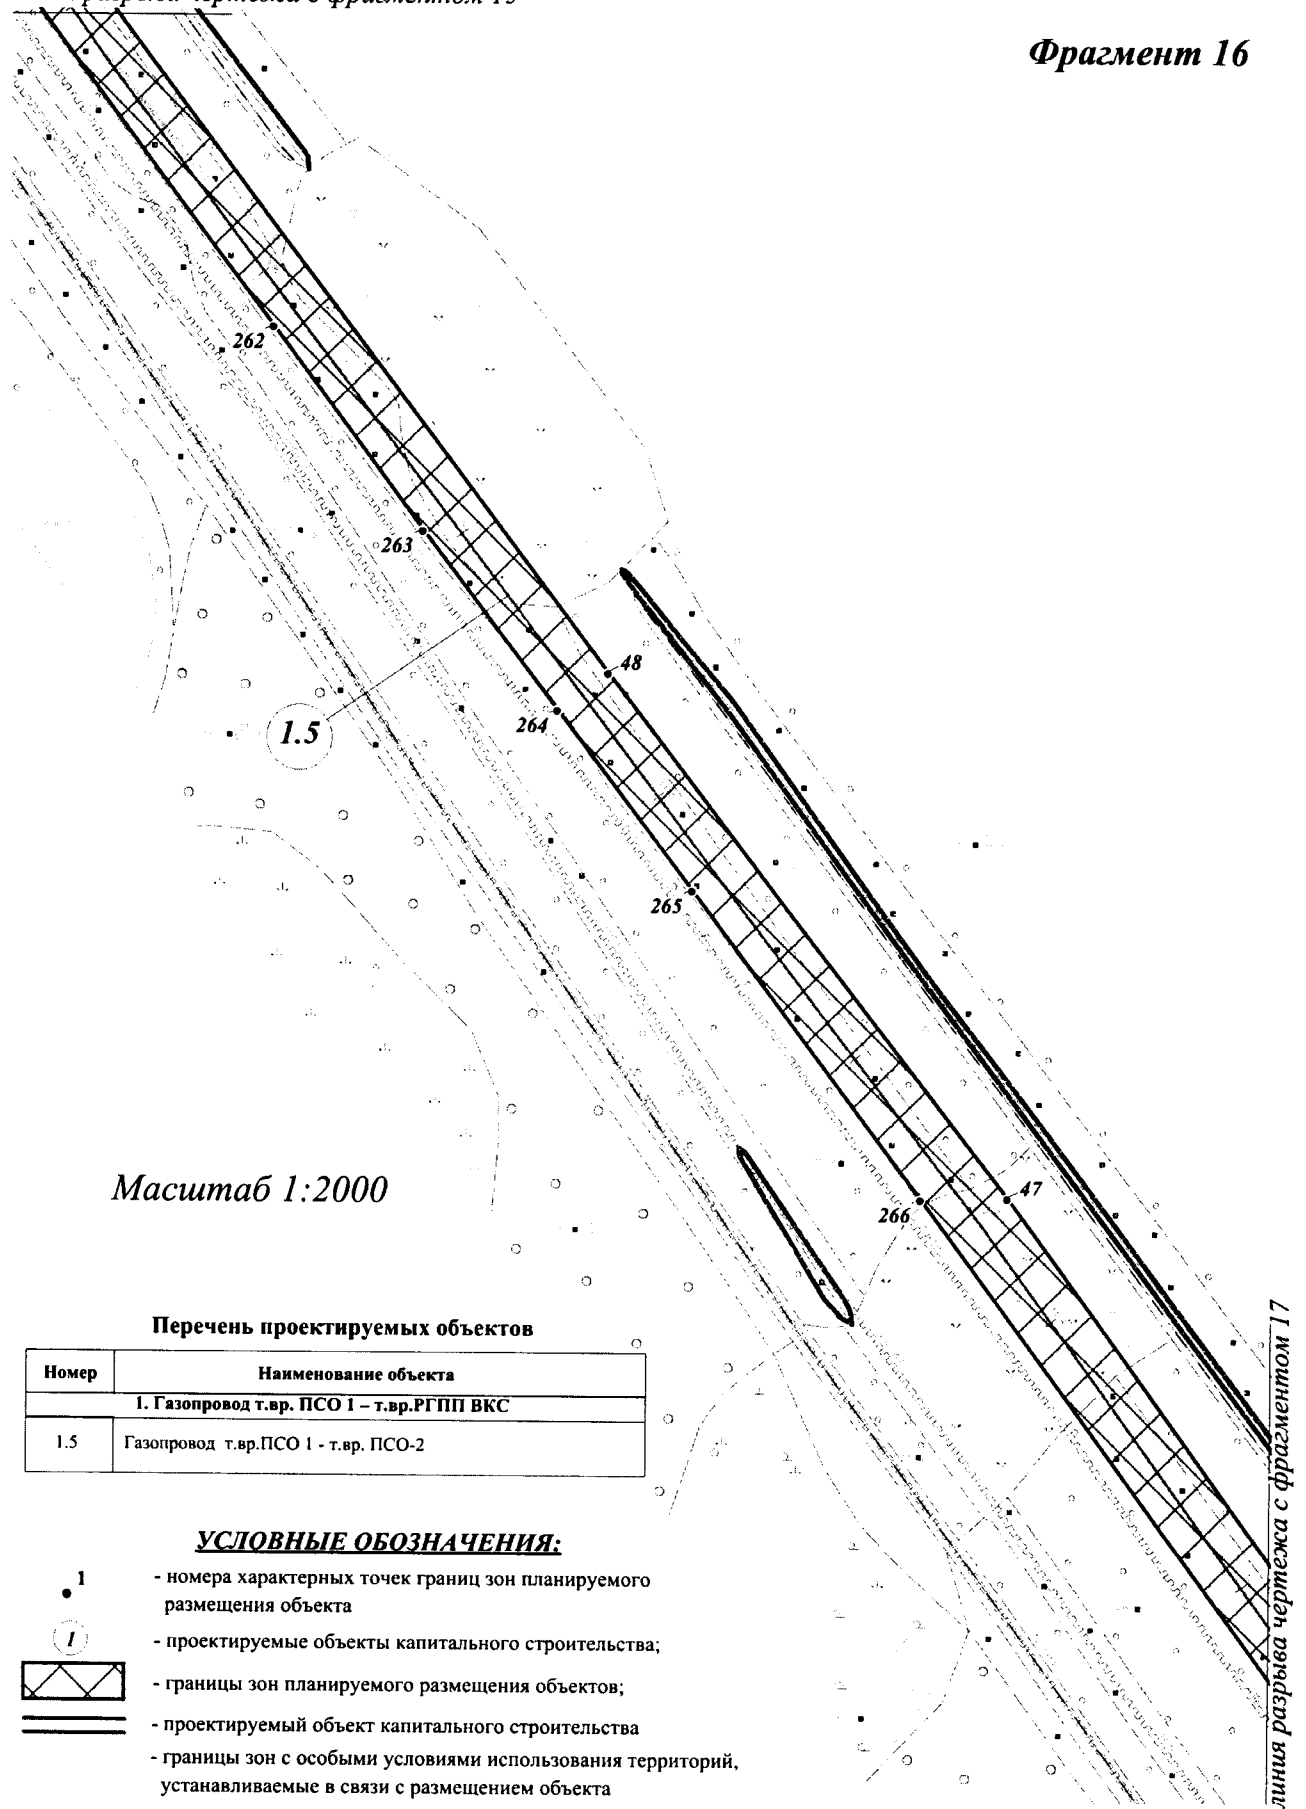 чертежа с фрагментом 15
Фрагмент 16
262
263
48
264
1.5
265
47
266
Масштаб 1:2000
Перечень проектируемых объектов
Номер Наименование объекта
1. Газопровод т.вр. ПСО 1 – т.вр.РГПП ВКС
1.5 Газопровод т.вр.ПСО 1 - т.вр. ПСО-2
УСЛОВНЫЕ ОБОЗНАЧЕНИЯ:
1 - номера характерных точек границ зон планируемого
размещения объекта
1 - проектируемые объекты капитального строительства;
- границы зон планируемого размещения объектов;
- проектируемый объект капитального строительства
- границы зон с особыми условиями использования территорий,
устанавливаемые в связи с размещением объекта
линия разрыва чертежа с фрагментом 17